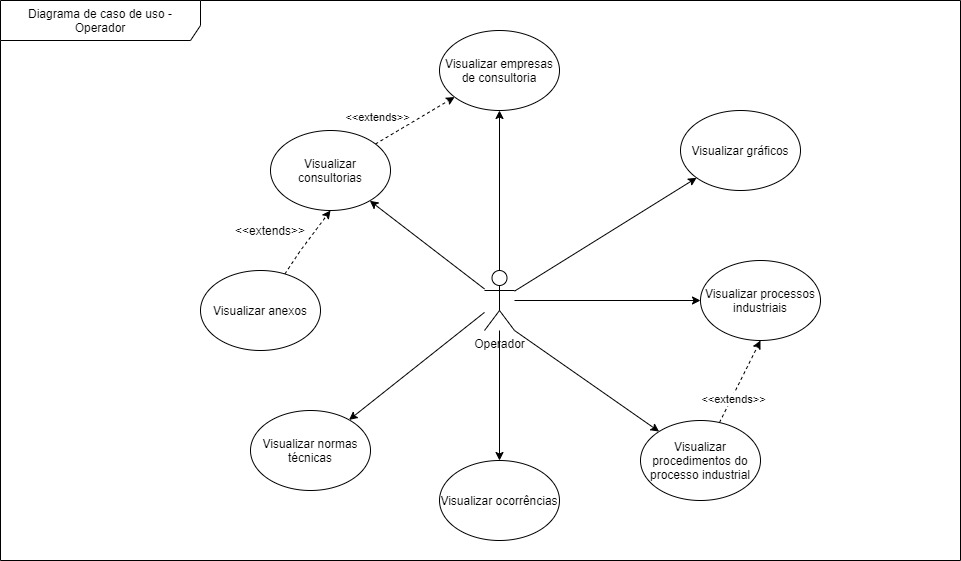 Diagrama de caso de uso -
Operador
Visualizar empresas
de consultoria
<<extends>>
Visualizar gráficos
Visualizar
consultorias
<<extends>>
Visualizar processos
industriais
Visualizar anexos
Operador
<<extends>>
Visualizar normas
técnicas
Visualizar
procedimentos do
processo industrial
Visualizar ocorrências